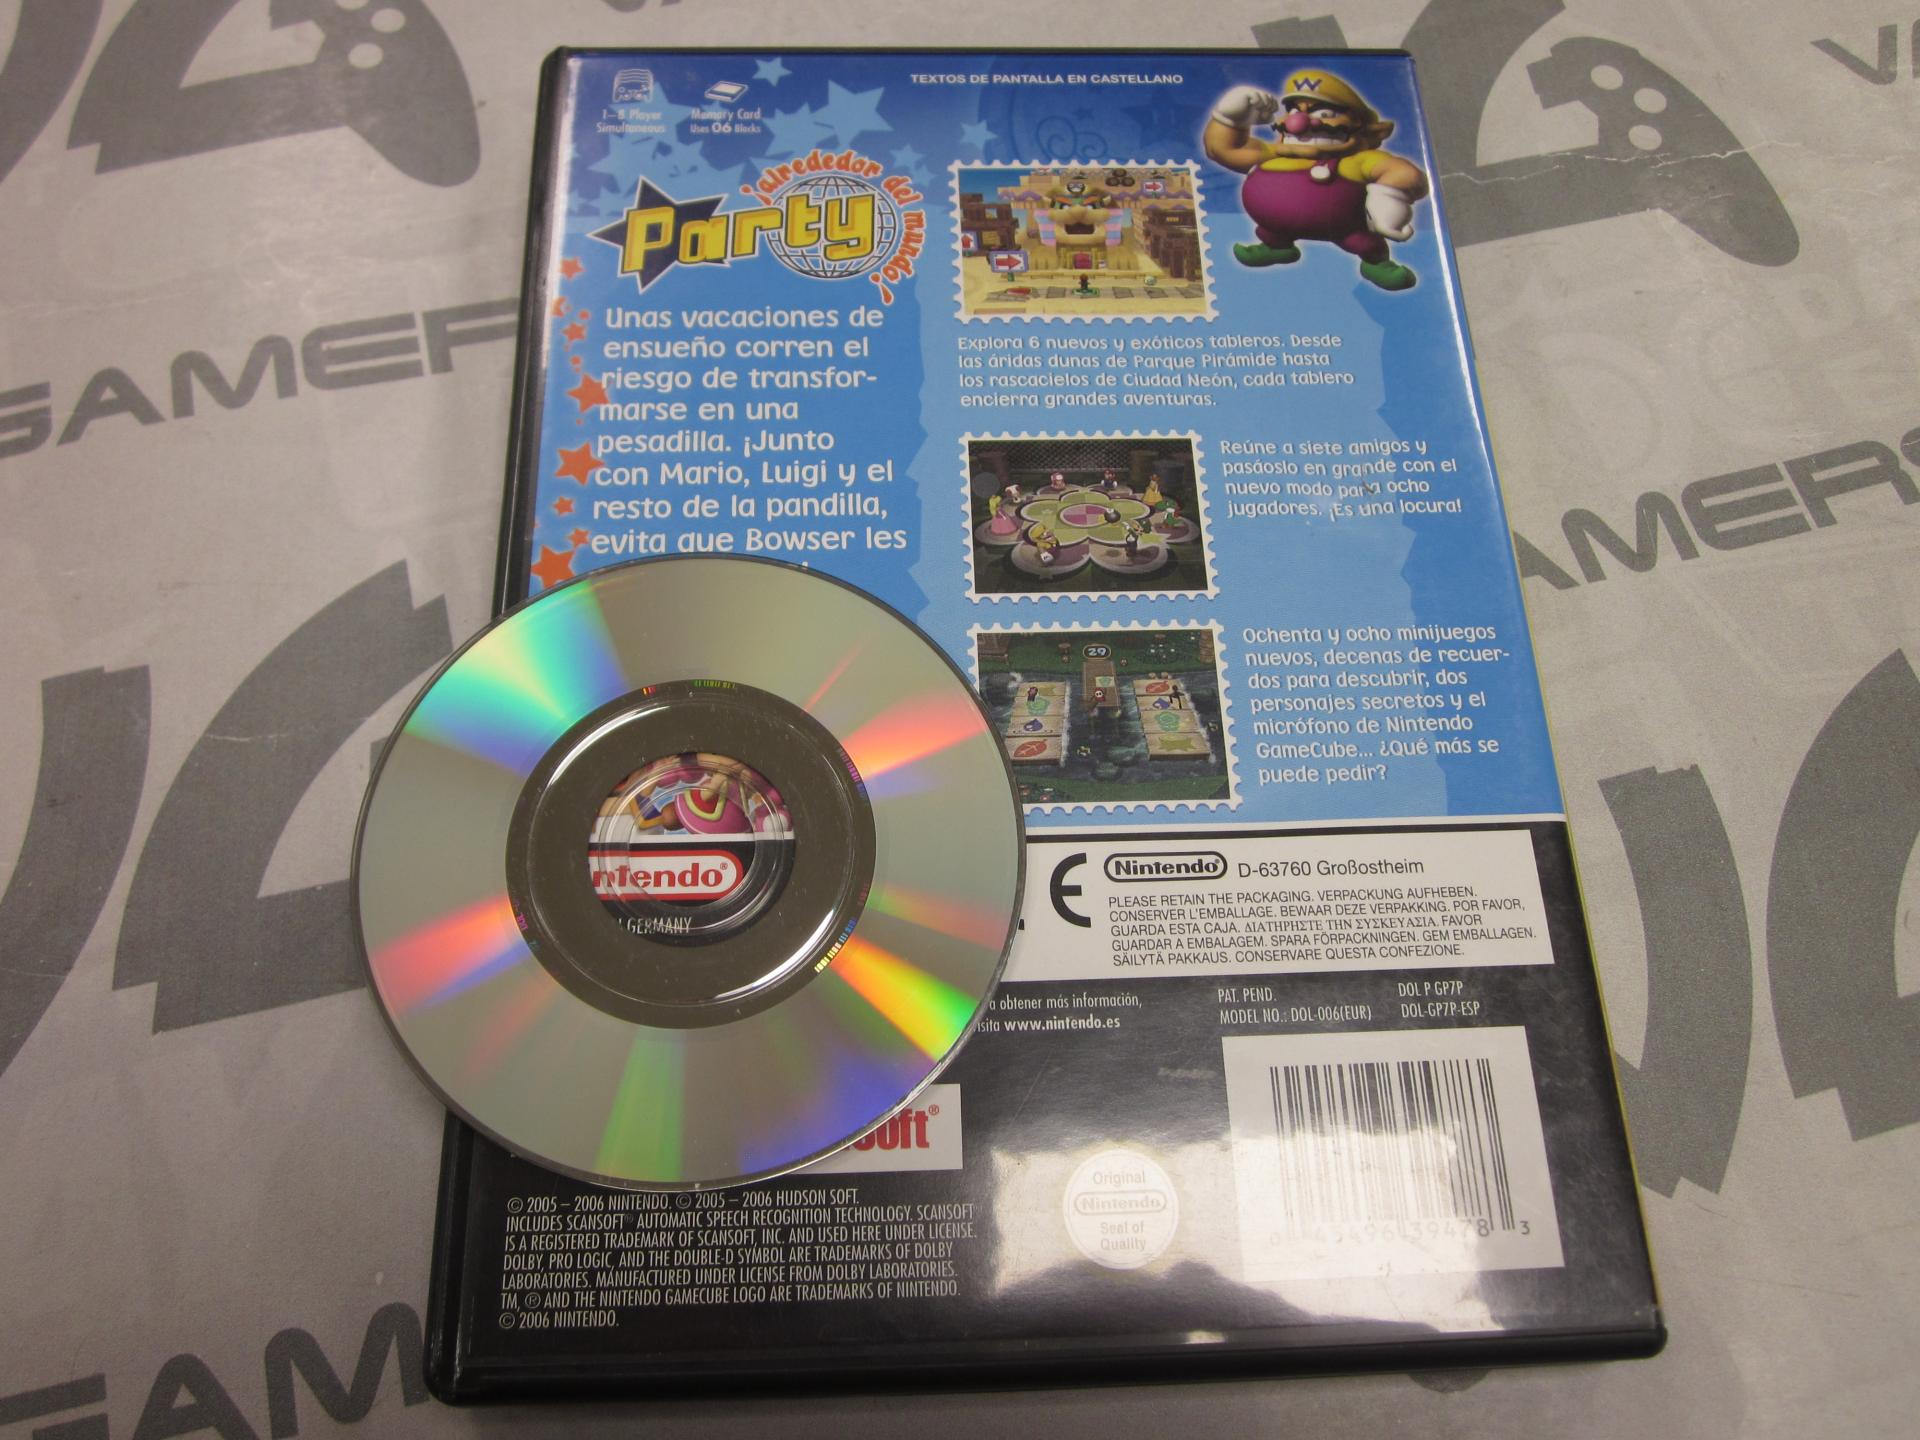 TEXTOS DE PANTALLA EN CASTELLANO
1-8 Player
Simultaneous
Memory Card
Uses 06 Blocks
Party
¡alrededor del mundo!
Unas vacaciones de
ensueño corren el
riesgo de transfor-
marse en una
pesadilla. ¡Junto
con Mario, Luigi y el
resto de la pandilla,
evita que Bowser les
Explora 6 nuevos y exóticos tableros. Desde
las áridas dunas de Parque Pirámide hasta
los rascacielos de Ciudad Neón, cada tablero
encierra grandes aventuras.
Reúne a siete amigos y
pasáoslo en grande con el
nuevo modo para ocho
jugadores. ¡Es una locura!
29
Ochenta y ocho minijuegos
nuevos, decenas de recuer-
dos para descubrir, dos
personajes secretos y el
micrófono de Nintendo
GameCube... ¿Qué más se
puede pedir?
ntendo®
GERMANY
CE
Nintendo® D-63760 Großostheim
PLEASE RETAIN THE PACKAGING. VERPACKUNG AUFHEBEN.
CONSERVER L'EMBALLAGE. BEWAAR DEZE VERPAKKING. POR FAVOR,
GUARDA ESTA CAJA. ΔΙΑΤΗΡΗΣΤΕ ΤΗΝ ΣΥΣΚΕΥΑΣΙΑ. FAVOR
GUARDAR A EMBALAGEM. SPARA FÖRPACKNINGEN. GEM EMBALLAGEN.
SÄILYTÄ PAKKAUS. CONSERVARE QUESTA CONFEZIONE.
a obtener más información,
visita www.nintendo.es
PAT. PEND.
MODEL NO.: DOL-006(EUR)
DOL P GP7P
DOL-GP7P-ESP
soft®
Original
Nintendo
Seal of
Quality
0 45496 39478 3
© 2005 – 2006 NINTENDO. © 2005 – 2006 HUDSON SOFT.
INCLUDES SCANSOFT® AUTOMATIC SPEECH RECOGNITION TECHNOLOGY. SCANSOFT
IS A REGISTERED TRADEMARK OF SCANSOFT, INC. AND USED HERE UNDER LICENSE.
DOLBY, PRO LOGIC, AND THE DOUBLE-D SYMBOL ARE TRADEMARKS OF DOLBY
LABORATORIES. MANUFACTURED UNDER LICENSE FROM DOLBY LABORATORIES.
TM, ® AND THE NINTENDO GAMECUBE LOGO ARE TRADEMARKS OF NINTENDO.
© 2006 NINTENDO.
GAMERS
GAMERS